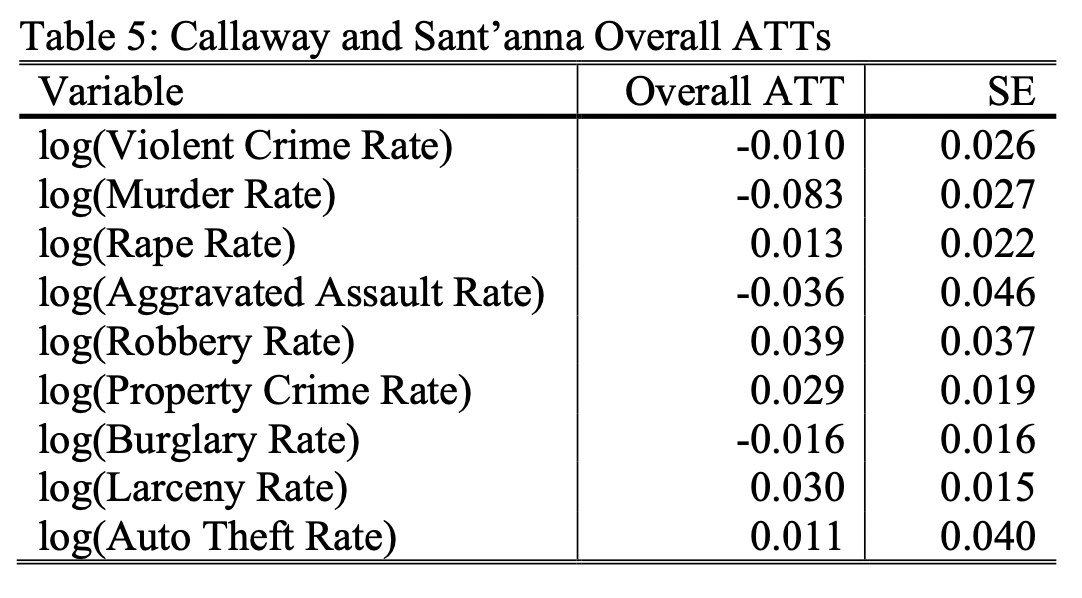 Table 5: Callaway and Sant’anna Overall ATTs
Variable Overall ATT SE
log(Violent Crime Rate) -0.010 0.026
log(Murder Rate) -0.083 0.027
log(Rape Rate) 0.013 0.022
log(Aggravated Assault Rate) -0.036 0.046
log(Robbery Rate) 0.039 0.037
log(Property Crime Rate) 0.029 0.019
log(Burglary Rate) -0.016 0.016
log(Larceny Rate) 0.030 0.015
log(Auto Theft Rate) 0.011 0.040